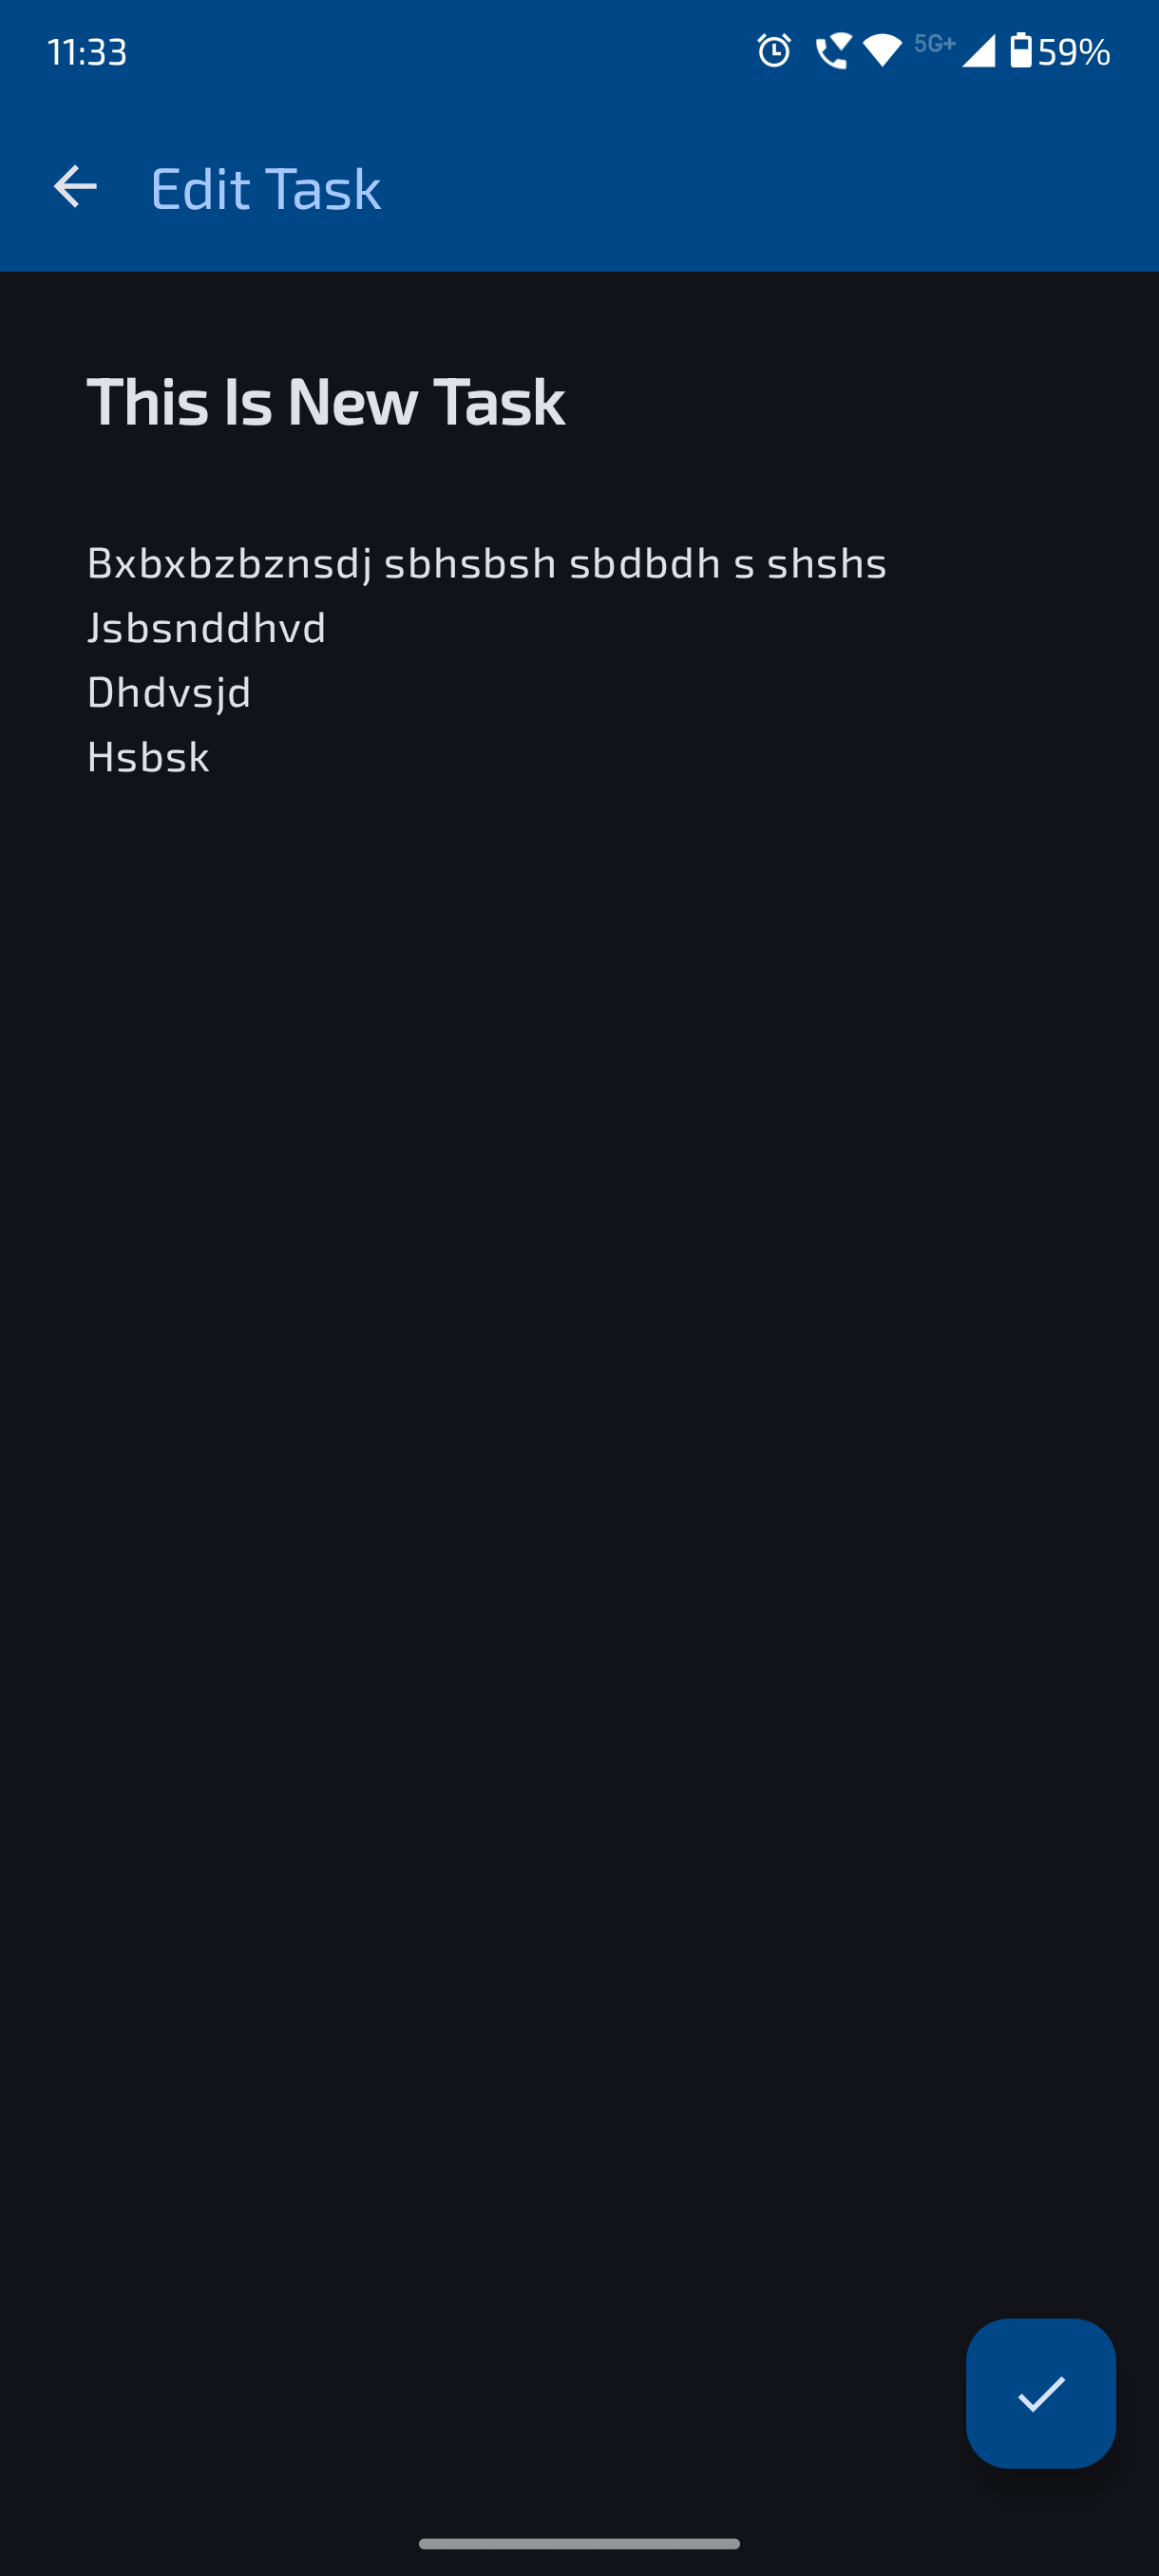 11:33
5G+ 59%
Edit Task
This Is New Task
Bxbxbzbznsdj sbhsbsh sbdbdh s shshs
Jsbsnddhvd
Dhdvsjd
Hsbsk